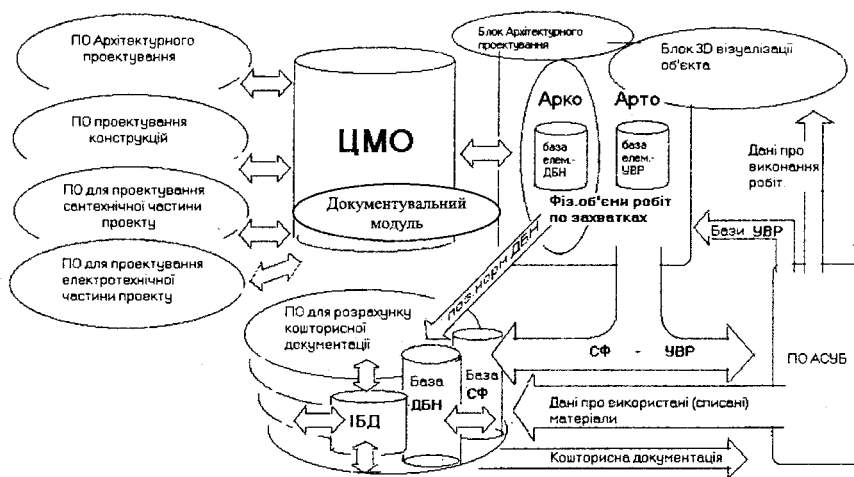 ПО Архітектурного
проектування
ПО проектування
конструкцій
ПО для проектування
сантехнічної частини
проекту
ПО для проектування
електротехнічної
частини проекту
ЦМО
Документувальний
модуль
Блок Архітектурного
проектування
Блок 3D візуалізації
об'єкта
Арко
Арто
база
елем.-
ДБН
база
елем.-
УВР
Фіз.об'єни робіт
по захватках
Дані про
виконання
робіт.
Бази УВР
поз.норм ДБН
ПО для розрахунку
кошторисної
документації
База
ДБН
База
СФ
ІБД
СФ - УВР
ПО АСУБ
Дані про використані (списані)
матеріали
Кошторисна документація